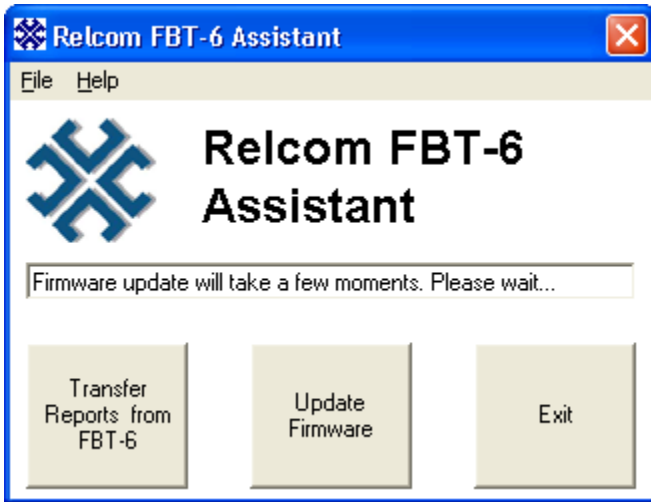 Relcom FBT-6 Assistant
File Help
Relcom FBT-6
Assistant
Firmware update will take a few moments. Please wait...
Transfer
Reports from
FBT-6
Update
Firmware
Exit